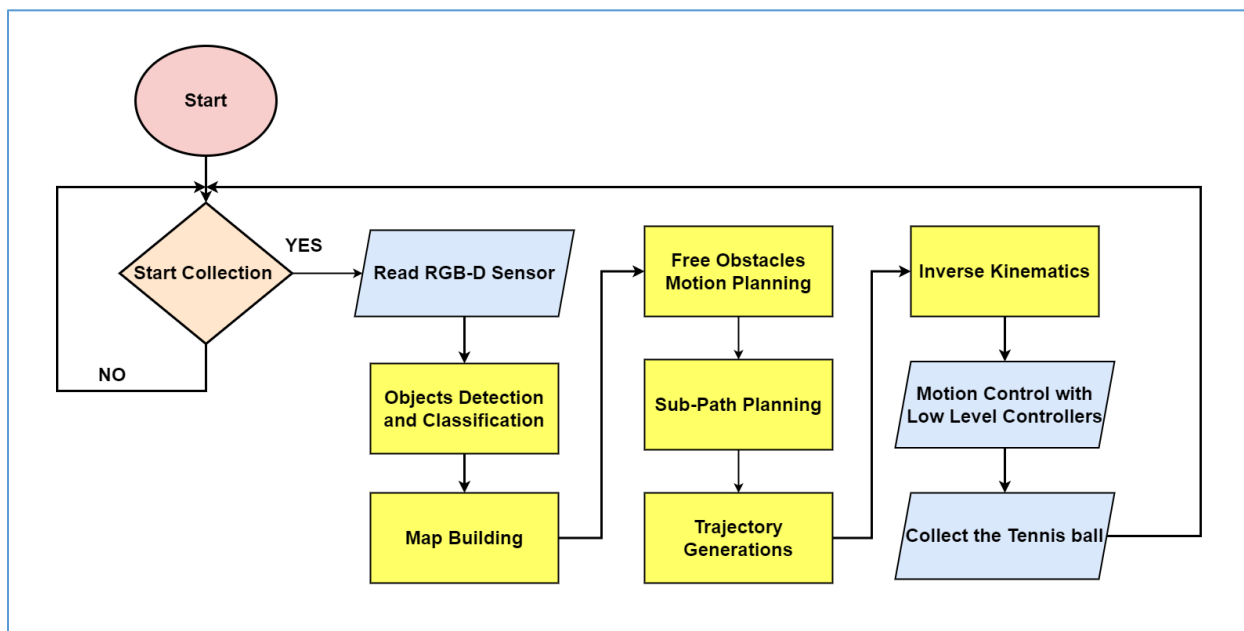 Start
Start Collection
YES
NO
Read RGB-D Sensor
Objects Detection
and Classification
Map Building
Free Obstacles
Motion Planning
Sub-Path Planning
Trajectory
Generations
Inverse Kinematics
Motion Control with
Low Level Controllers
Collect the Tennis ball